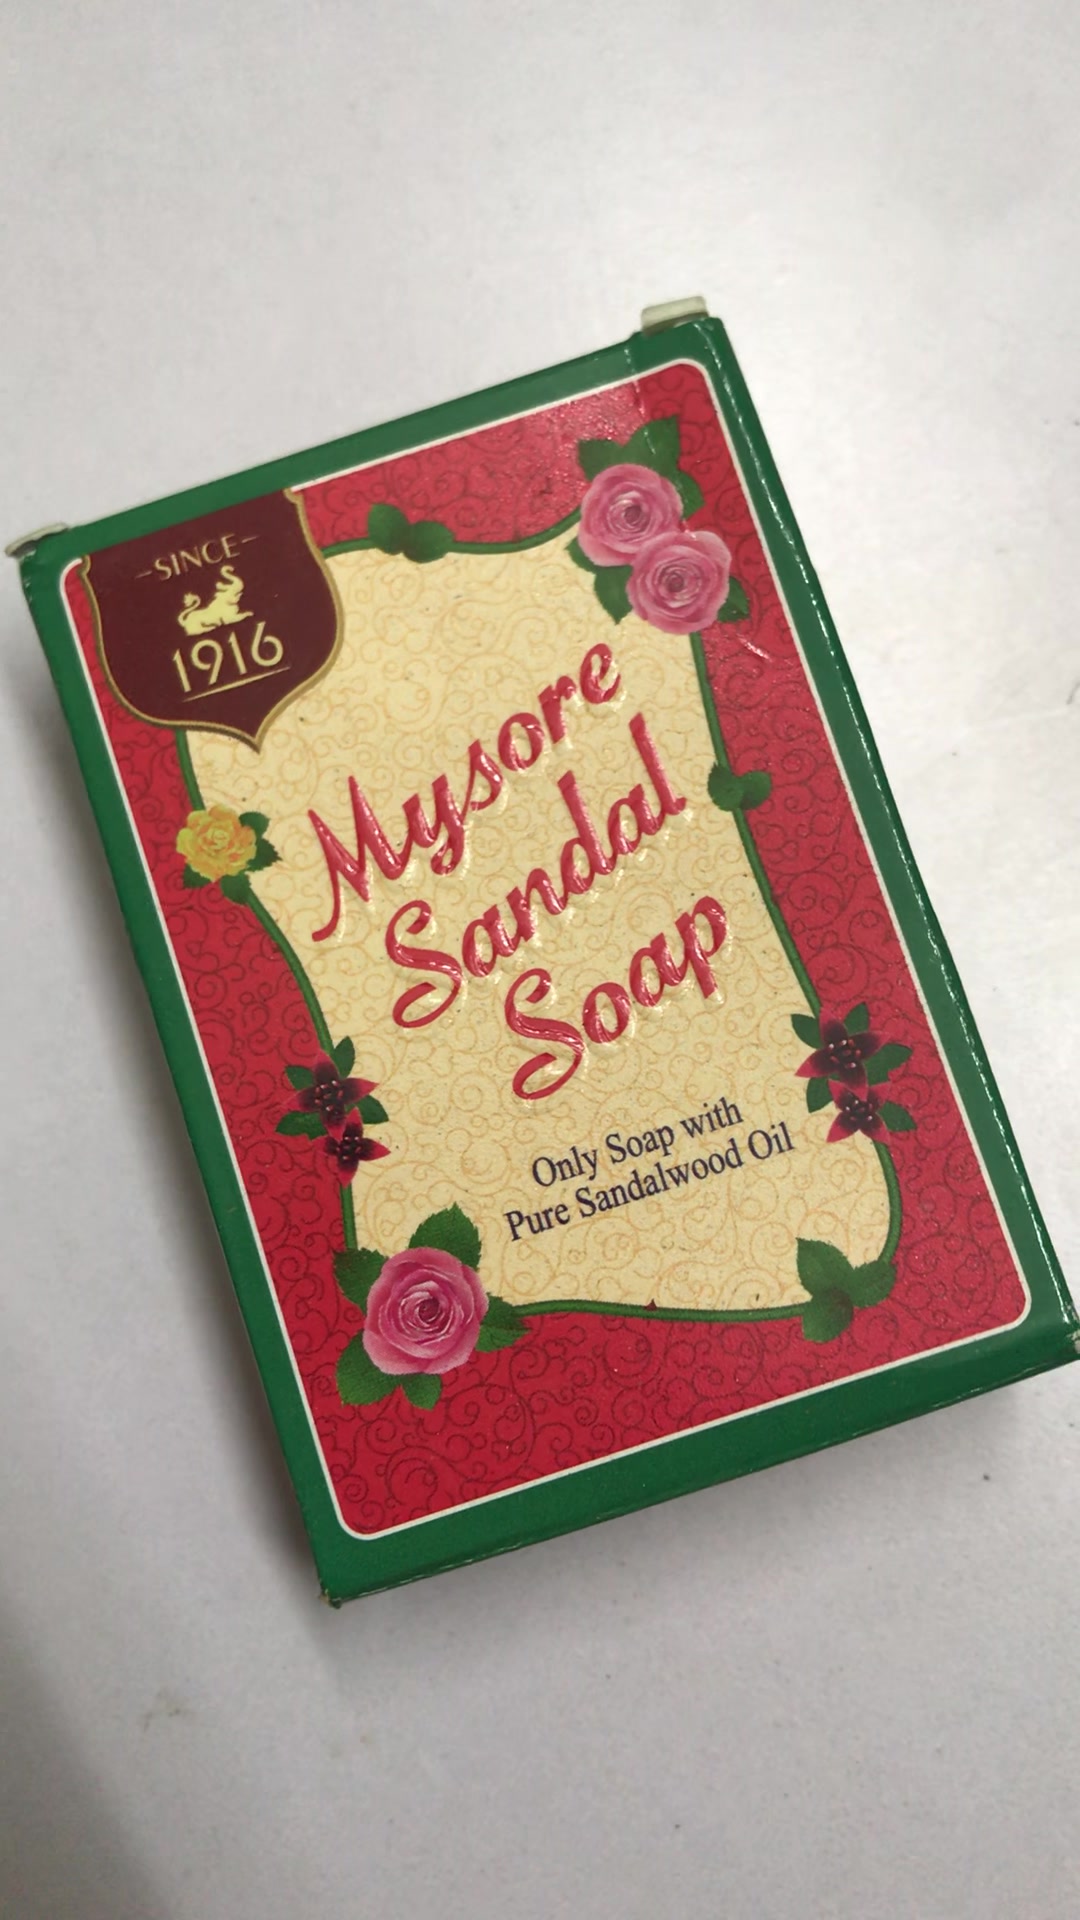 -SINCE-
1916
Mysore
Sandal
Soap
Only Soap with
Pure Sandalwood Oil